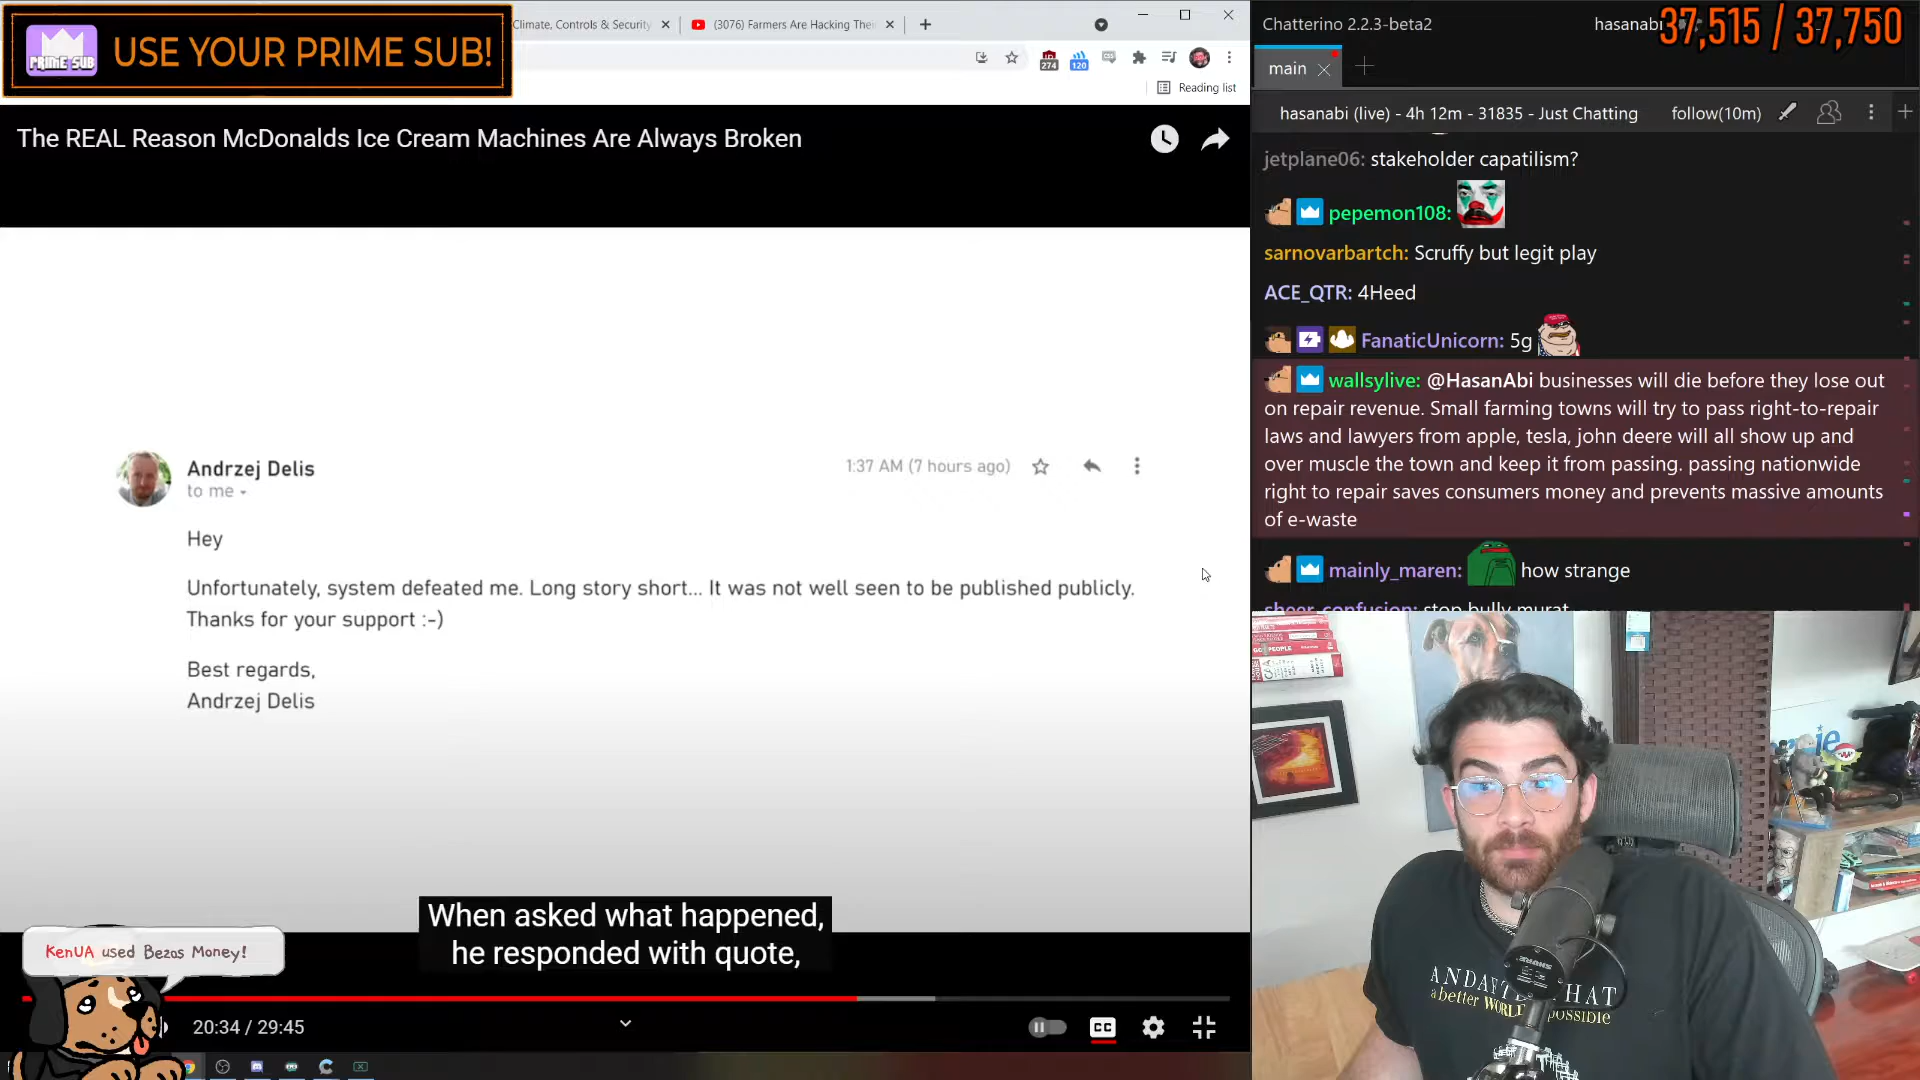 USE YOUR PRIME SUB!
PRIME SUB
Climate, Controls & Security
(3076) Farmers Are Hacking Thei
274
120
Reading list
The REAL Reason McDonalds Ice Cream Machines Are Always Broken
Andrzej Delis
to me
1:37 AM (7 hours ago)
Hey
Unfortunately, system defeated me. Long story short... It was not well seen to be published publicly.
Thanks for your support :-)
Best regards,
Andrzej Delis
When asked what happened,
he responded with quote,
KenUA used Bezos Money!
20:34 / 29:45
CC
Chatterino 2.2.3-beta2
hasanabi
37,515 / 37,750
main
hasanabi (live) - 4h 12m - 31835 - Just Chatting
follow(10m)
jetplane06: stakeholder capatilism?
pepemon108:
sarnovarbartch: Scruffy but legit play
ACE_QTR: 4Heed
FanaticUnicorn: 5g
wallsylive: @HasanAbi businesses will die before they lose out
on repair revenue. Small farming towns will try to pass right-to-repair
laws and lawyers from apple, tesla, john deere will all show up and
over muscle the town and keep it from passing. passing nationwide
right to repair saves consumers money and prevents massive amounts
of e-waste
mainly_maren: how strange
sheer_confusion: stop bully murat
a better WORLD
POSSIBLE